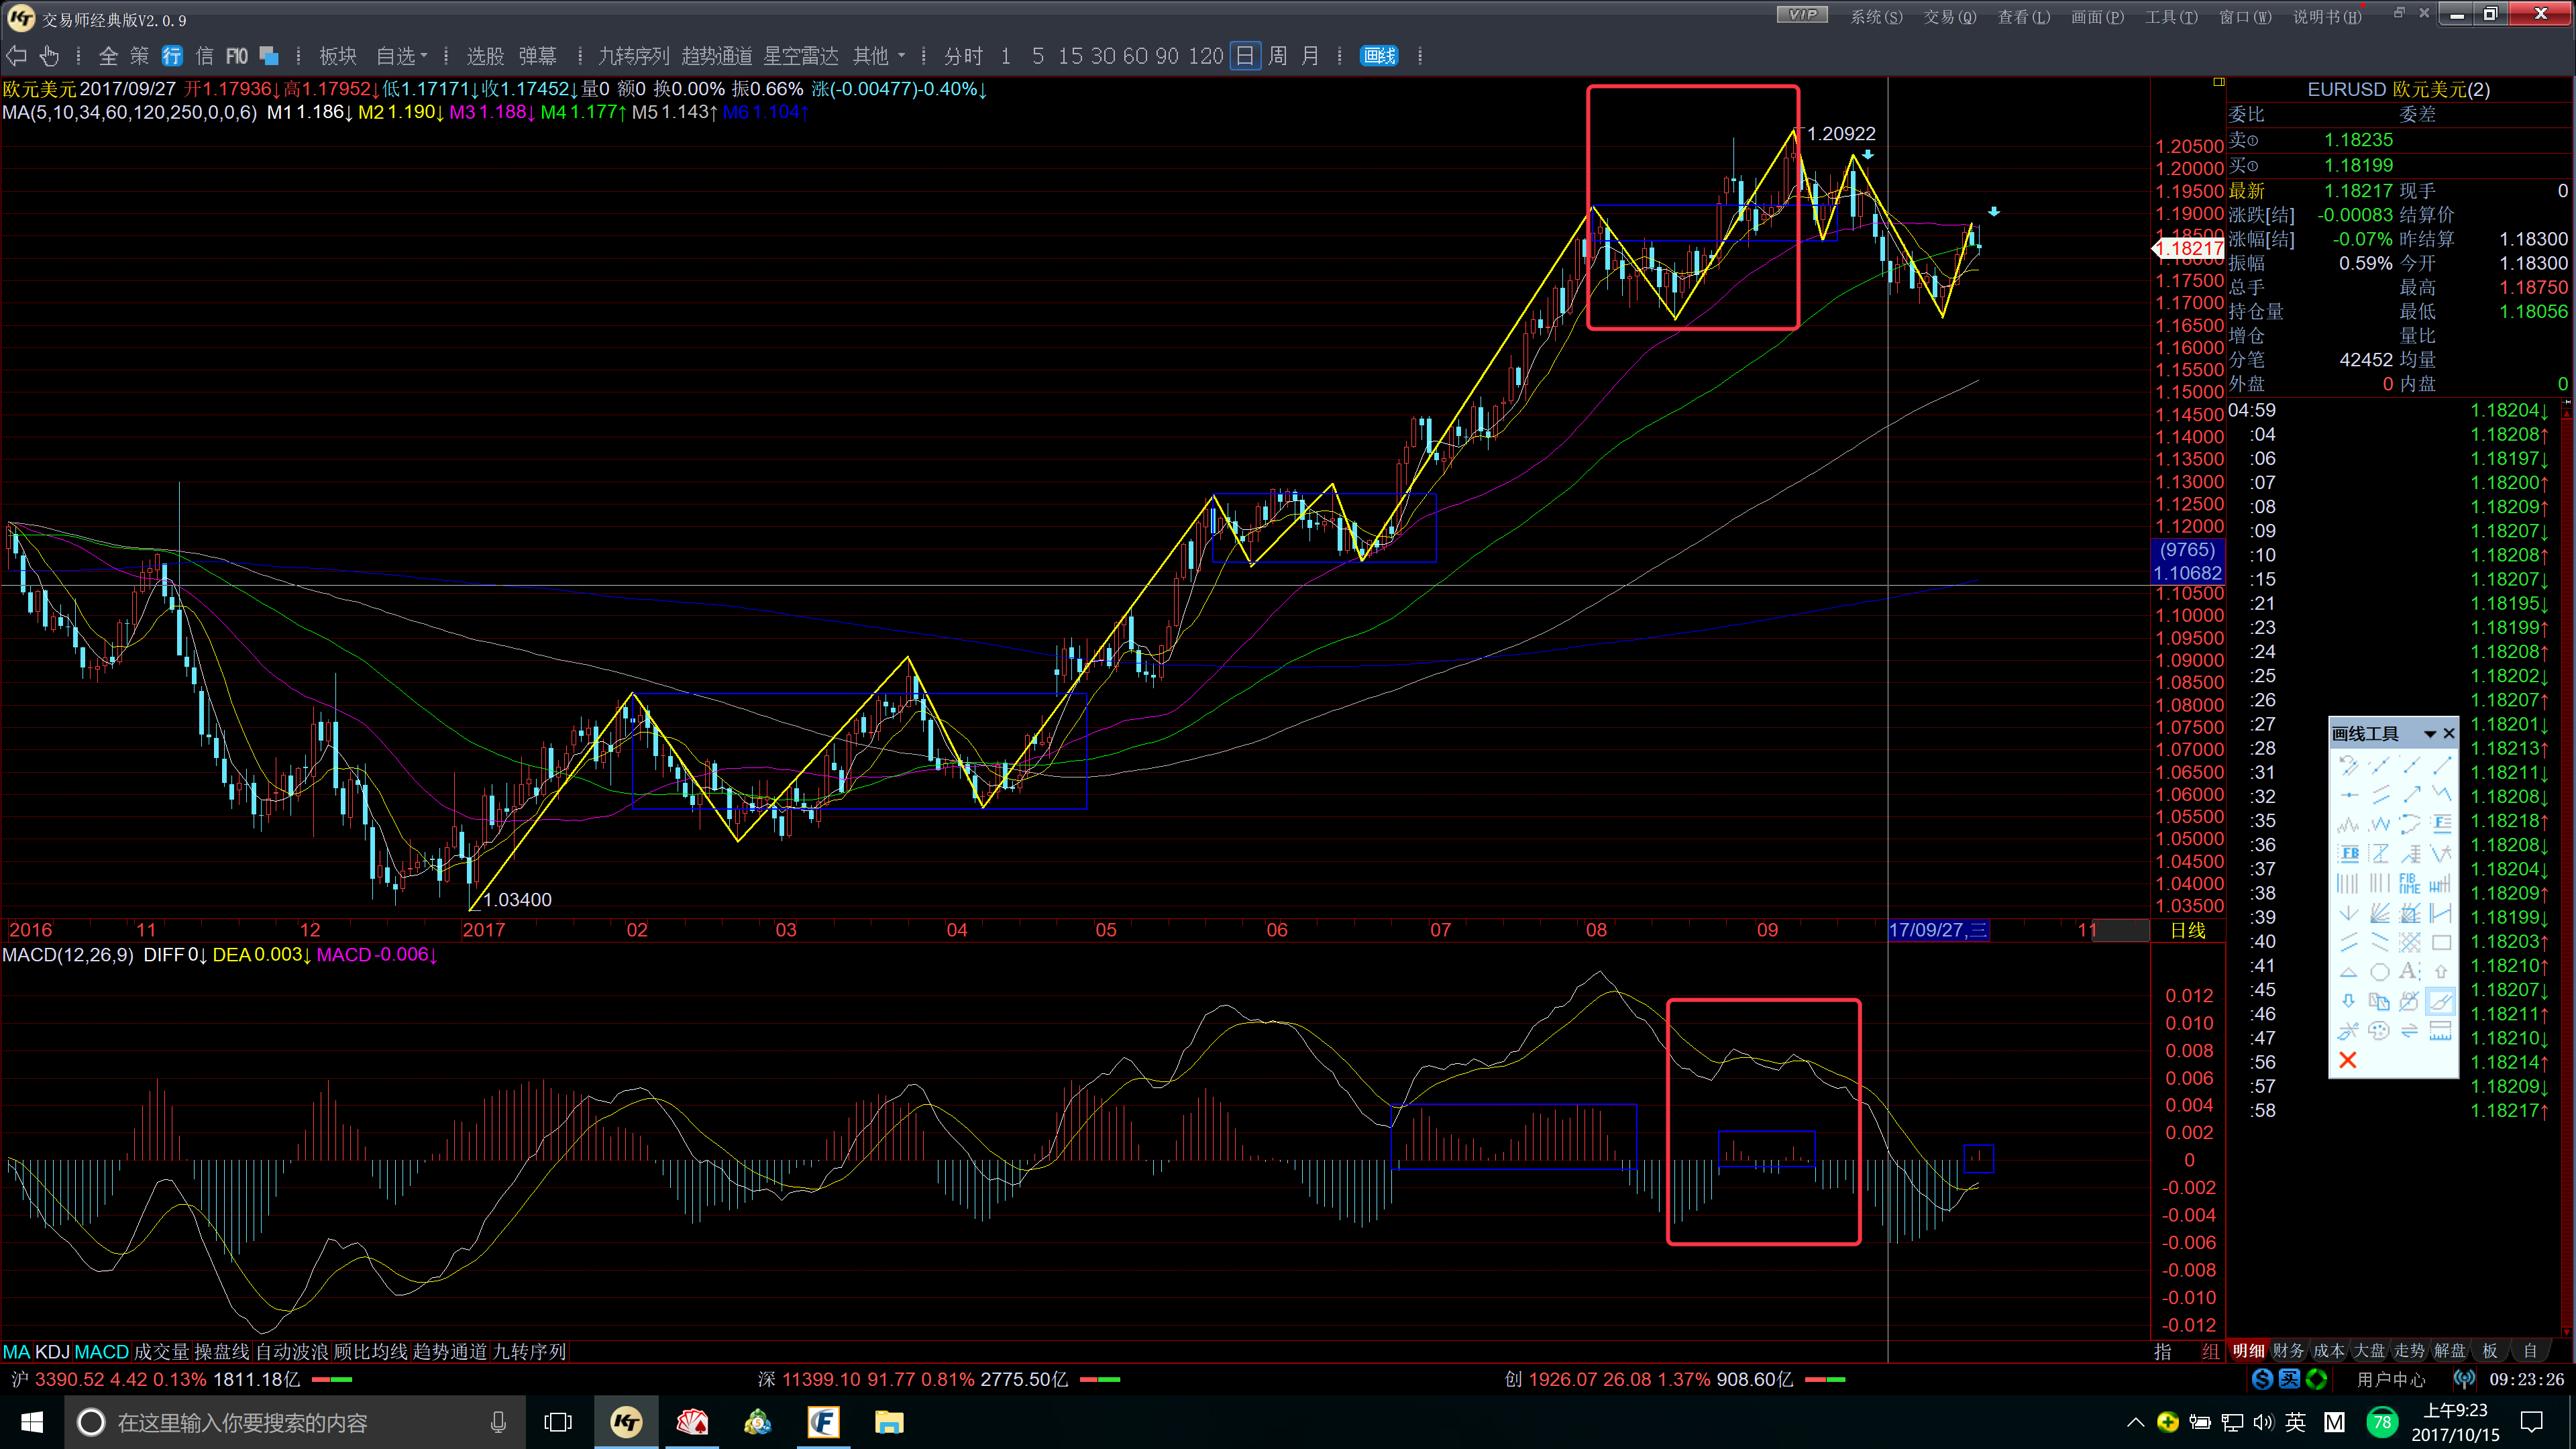 交易师经典版V2.0.9
VIP 系统(S) 交易(Q) 查看(L) 画面(P) 工具(T) 窗口(W) 说明书(H)
全 策 行 信 F10 板块 自选 选股 弹幕 九转序列 趋势通道 星空雷达 其他 分时 1 5 15 30 60 90 120 日 周 月 画线
欧元美元 2017/09/27 开1.17936↓高1.17952↓低1.17171↓收1.17452↓量0 额0 换0.00% 振0.66% 涨(-0.00477)-0.40%↓
MA(5,10,34,60,120,250,0,0,6) M1 1.186↓ M2 1.190↓ M3 1.188↓ M4 1.177↑ M5 1.143↑ M6 1.104↑
1.20922
1.03400
1.20500
1.20000
1.19500
1.19000
1.18500
1.18217
1.18000
1.17500
1.17000
1.16500
1.16000
1.15500
1.15000
1.14500
1.14000
1.13500
1.13000
1.12500
1.12000
(9765)
1.10682
1.10500
1.10000
1.09500
1.09000
1.08500
1.08000
1.07500
1.07000
1.06500
1.06000
1.05500
1.05000
1.04500
1.04000
1.03500
2016 11 12 2017 02 03 04 05 06 07 08 09 17/09/27,三 11 日线
MACD(12,26,9) DIFF 0↓ DEA 0.003↓ MACD -0.006↓
0.012
0.010
0.008
0.006
0.004
0.002
0
-0.002
-0.004
-0.006
-0.008
-0.010
-0.012
EURUSD 欧元美元(2)
委比 委差
卖① 1.18235
买① 1.18199
最新 1.18217 现手 0
涨跌[结] -0.00083 结算价
涨幅[结] -0.07% 昨结算 1.18300
振幅 0.59% 今开 1.18300
总手 最高 1.18750
持仓量 最低 1.18056
增仓 量比
分笔 42452 均量
外盘 0 内盘 0
04:59 1.18204↓
:04 1.18208↑
:06 1.18197↓
:07 1.18200↑
:08 1.18209↑
:09 1.18207↓
:10 1.18208↑
:15 1.18207↓
:21 1.18195↓
:23 1.18199↑
:24 1.18208↑
:25 1.18202↓
:26 1.18207↑
:27 1.18201↓
:28 1.18213↑
:31 1.18211↓
:32 1.18208↓
:35 1.18218↑
:36 1.18208↓
:37 1.18204↓
:38 1.18209↑
:39 1.18199↓
:40 1.18203↑
:41 1.18210↑
:45 1.18207↓
:46 1.18211↑
:47 1.18210↓
:56 1.18214↑
:57 1.18209↓
:58 1.18217↑
画线工具
F
FB
FIB TIME
A
MA KDJ MACD 成交量 操盘线 自动波浪 顾比均线 趋势通道 九转序列
指 组 明细 财务 成本 大盘 走势 解盘 板 自
沪 3390.52 4.42 0.13% 1811.18亿 深 11399.10 91.77 0.81% 2775.50亿 创 1926.07 26.08 1.37% 908.60亿
用户中心 09:23:26
在这里输入你要搜索的内容
英 M 78
上午9:23
2017/10/15